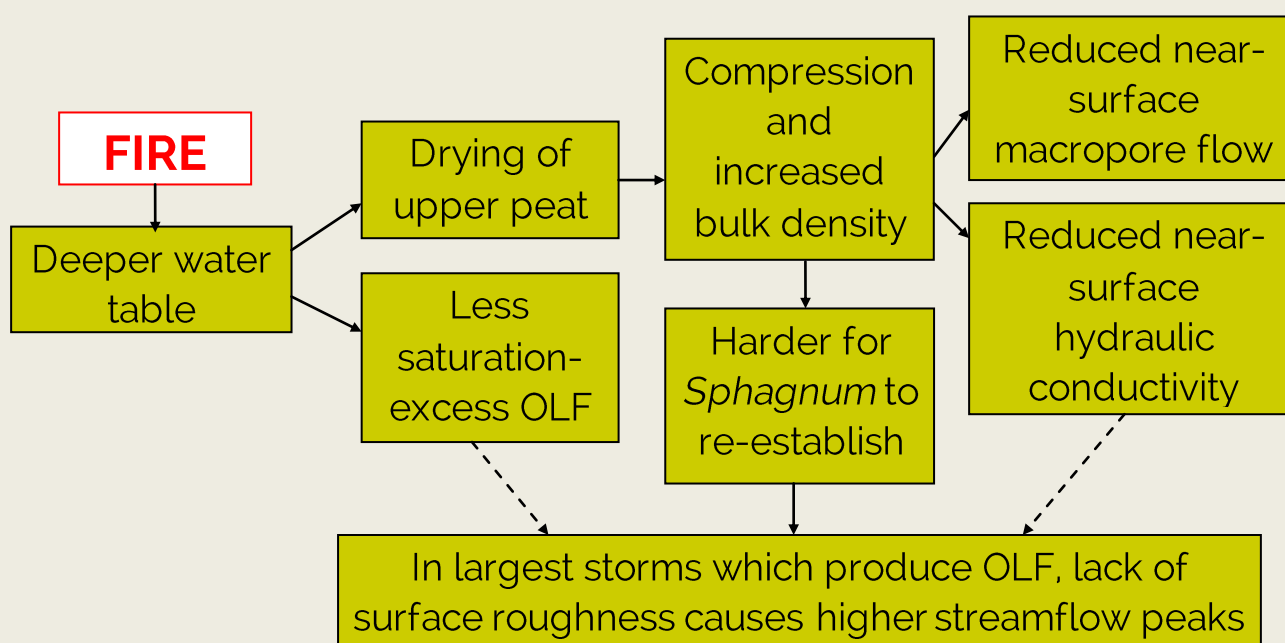 FIRE
Deeper water
table
Drying of
upper peat
Less
saturation-
excess OLF
Compression
and
increased
bulk density
Harder for
Sphagnum to
re-establish
Reduced near-
surface
macropore flow
Reduced near-
surface
hydraulic
conductivity
In largest storms which produce OLF, lack of
surface roughness causes higher streamflow peaks